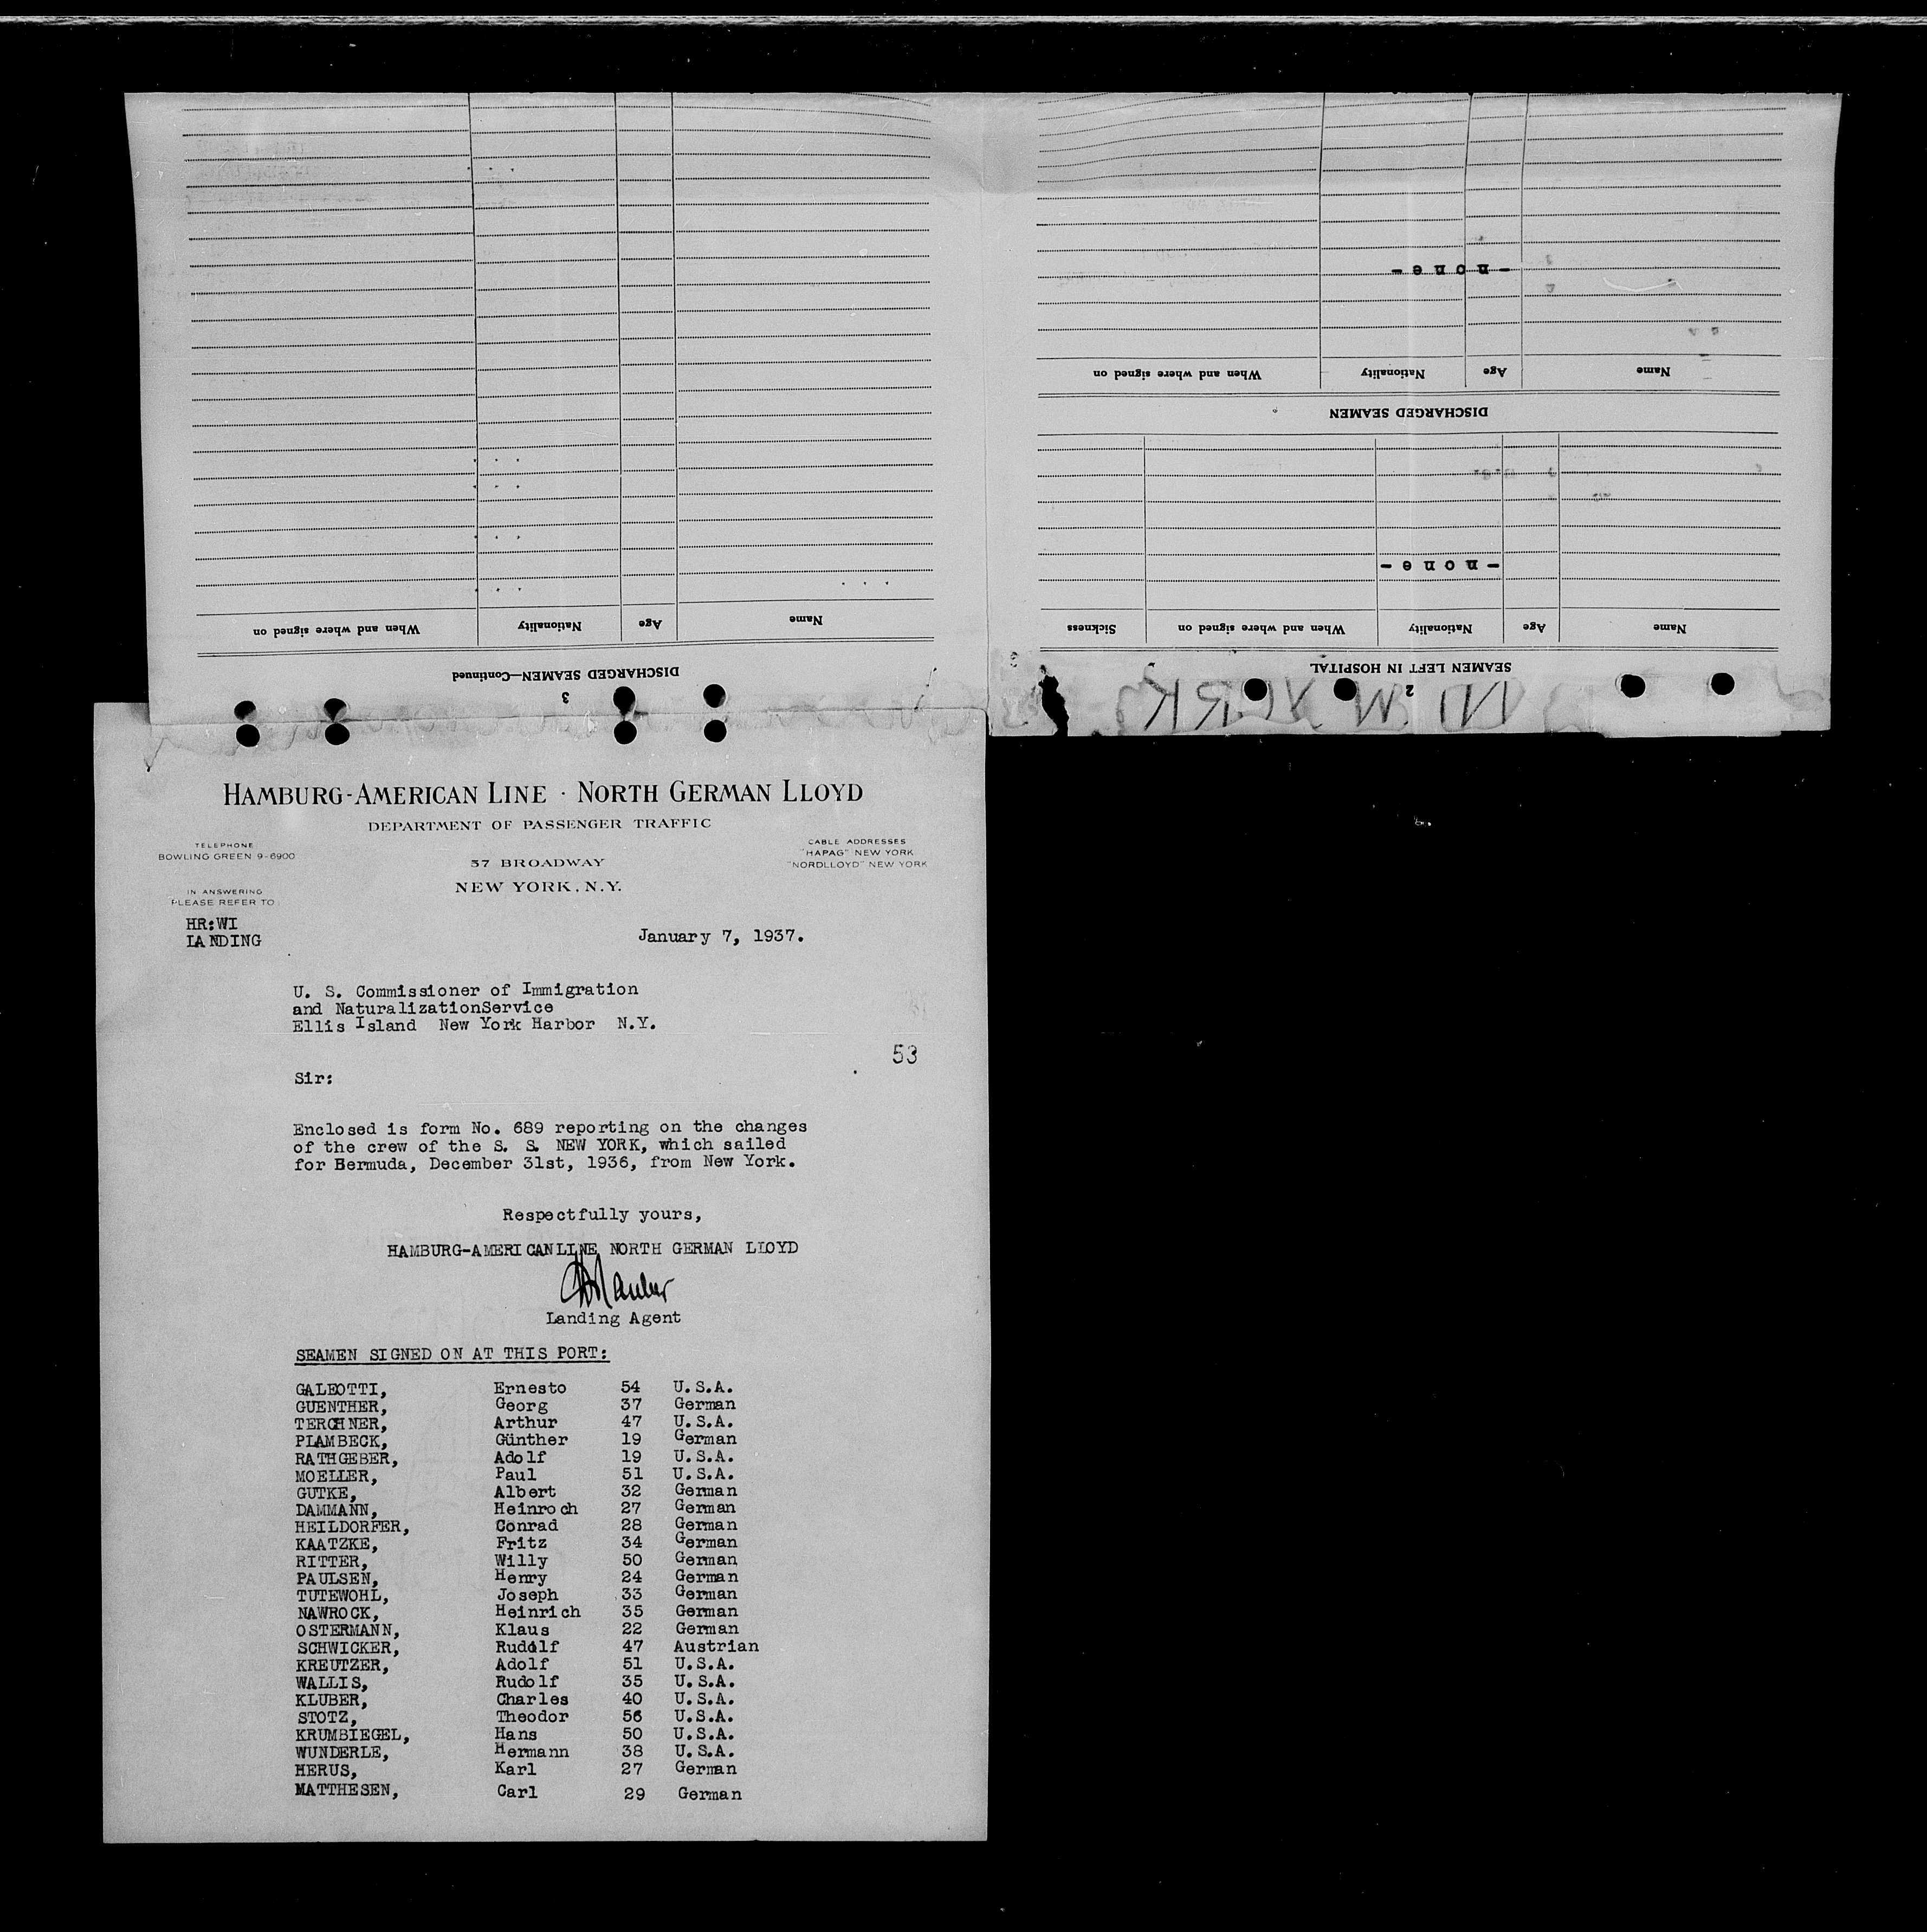 SEAMEN LEFT IN HOSPITAL
2
Name Age Nationality When and where signed on Sickness
-none-
DISCHARGED SEAMEN
Name Age Nationality When and where signed on
-none-
3
DISCHARGED SEAMEN—Continued
Name Age Nationality When and where signed on
HAMBURG-AMERICAN LINE · NORTH GERMAN LLOYD
DEPARTMENT OF PASSENGER TRAFFIC
TELEPHONE
BOWLING GREEN 9-6900
57 BROADWAY
NEW YORK, N.Y.
CABLE ADDRESSES
"HAPAG" NEW YORK
"NORDLLOYD" NEW YORK
IN ANSWERING
PLEASE REFER TO:
HR:WI
LANDING
January 7, 1937.
U. S. Commissioner of Immigration
and NaturalizationService
Ellis Island New York Harbor N.Y.
53
Sir:
Enclosed is form No. 689 reporting on the changes
of the crew of the S. S. NEW YORK, which sailed
for Bermuda, December 31st, 1936, from New York.
Respectfully yours,
HAMBURG-AMERICANLINE NORTH GERMAN LLOYD
Landing Agent
SEAMEN SIGNED ON AT THIS PORT:
GALEOTTI, Ernesto 54 U.S.A.
GUENTHER, Georg 37 German
TERCHNER, Arthur 47 U.S.A.
PLAMBECK, Günther 19 German
RATHGEBER, Adolf 19 U.S.A.
MOELLER, Paul 51 U.S.A.
GUTKE, Albert 32 German
DAMMANN, Heinroch 27 German
HEILDORFER, Conrad 28 German
KAATZKE, Fritz 34 German
RITTER, Willy 50 German
PAULSEN, Henry 24 German
TUTEWOHL, Joseph 33 German
NAWROCK, Heinrich 35 German
OSTERMANN, Klaus 22 German
SCHWICKER, Rudolf 47 Austrian
KREUTZER, Adolf 51 U.S.A.
WALLIS, Rudolf 35 U.S.A.
KLUBER, Charles 40 U.S.A.
STOTZ, Theodor 56 U.S.A.
KRUMBIEGEL, Hans 50 U.S.A.
WUNDERLE, Hermann 38 U.S.A.
HERUS, Karl 27 German
MATTHESEN, Carl 29 German